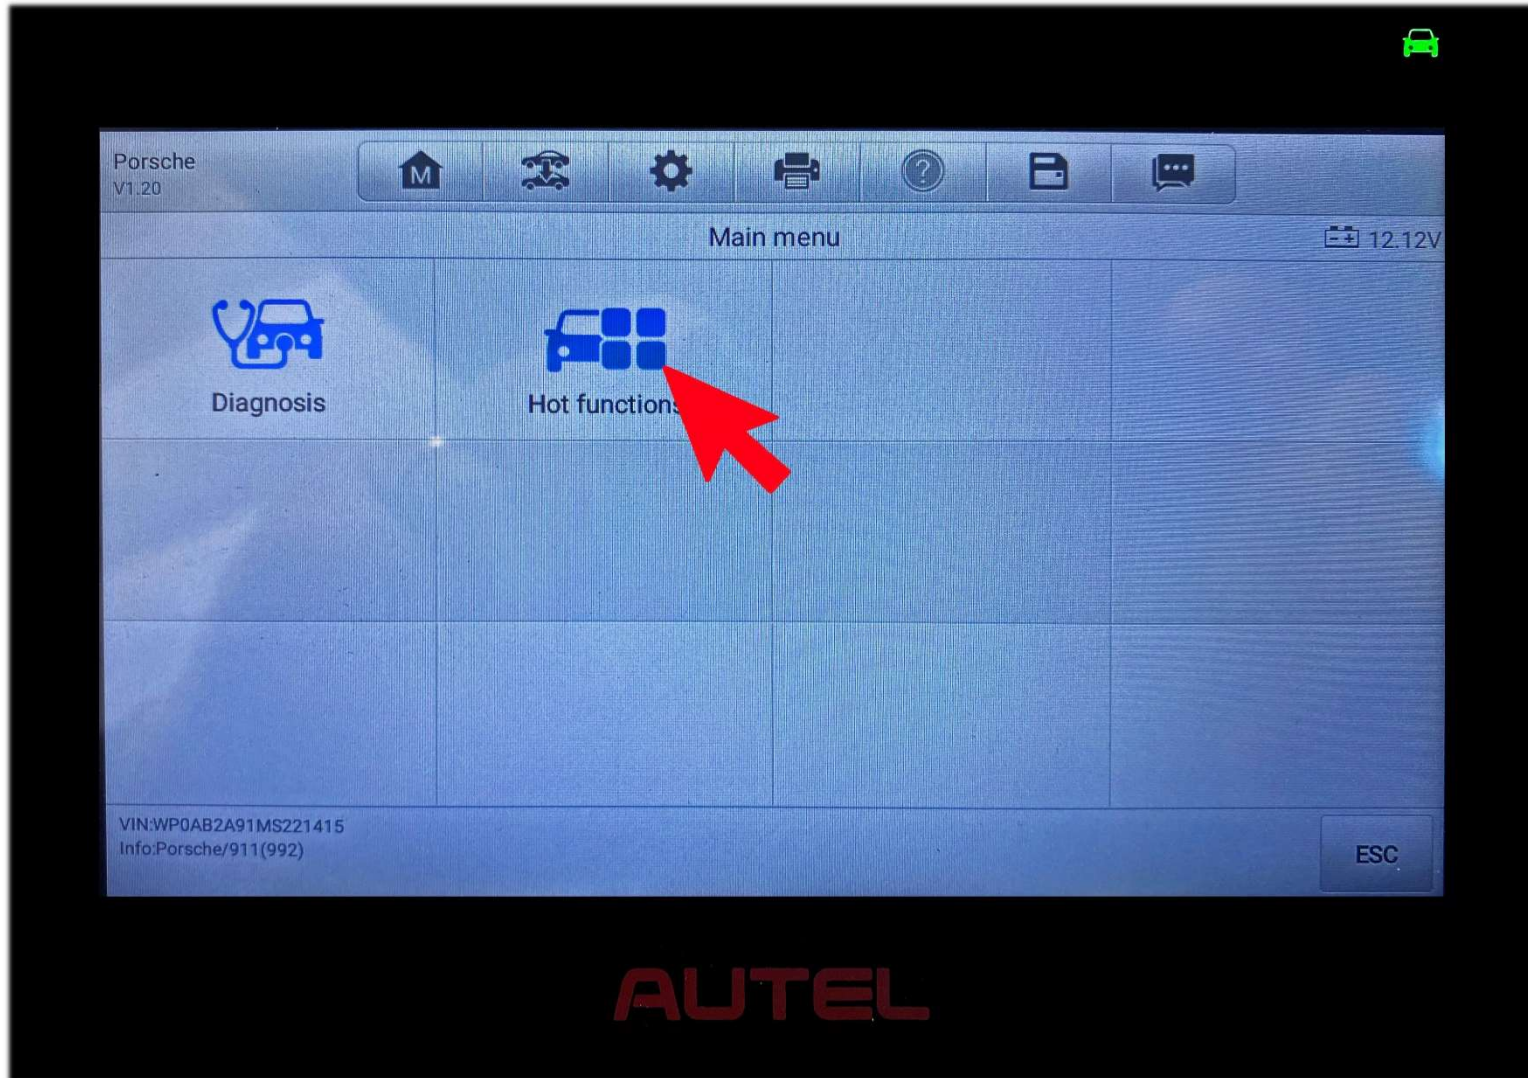 Porsche
V1.20
M
?
Main menu
12.12V
Diagnosis
Hot functions
VIN:WP0AB2A91MS221415
Info:Porsche/911(992)
ESC
AUTEL